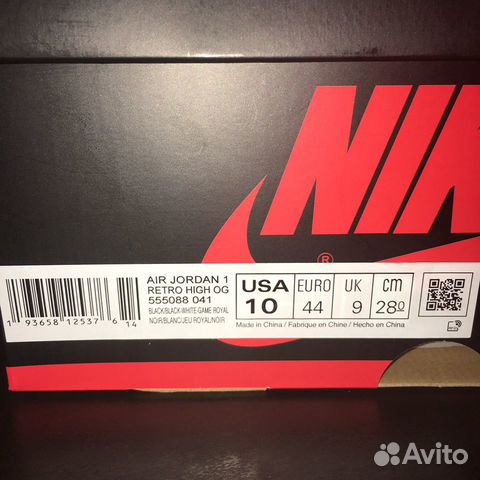 NIK
®
AIR JORDAN 1
RETRO HIGH OG
555088 041
BLACK/BLACK-WHITE-GAME ROYAL
NOIR/BLANC/JEU ROYAL/NOIR
USA
10
EURO
44
UK
9
cm
28.0
Made in China / Fabriqué en Chine / Hecho en China
1 93658 12537 6 14
Avito